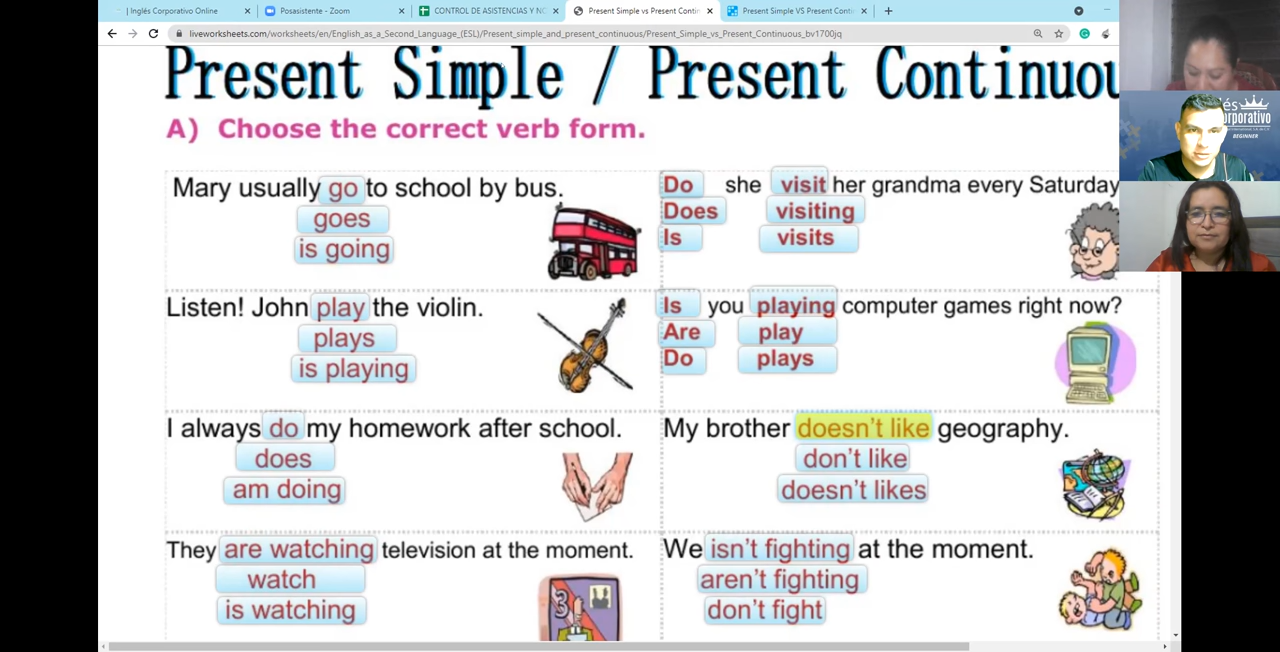 Inglés Corporativo Online
Posasistente - Zoom
CONTROL DE ASISTENCIAS Y NO
Present Simple vs Present Contin
Present Simple VS Present Cont
liveworksheets.com/worksheets/en/English_as_a_Second_Language_(ESL)/Present_simple_and_present_continuous/Present_Simple_vs_Present_Continuous_bv1700jq
Present Simple / Present Continuou
A) Choose the correct verb form.
Mary usually go to school by bus.
goes
is going
Do she visit her grandma every Saturday
Does visiting
Is visits
Listen! John play the violin.
plays
is playing
Is you playing computer games right now?
Are play
Do plays
I always do my homework after school.
does
am doing
My brother doesn't like geography.
don't like
doesn't likes
They are watching television at the moment.
watch
is watching
We isn't fighting at the moment.
aren't fighting
don't fight
3
és
orporativo
BEGINNER